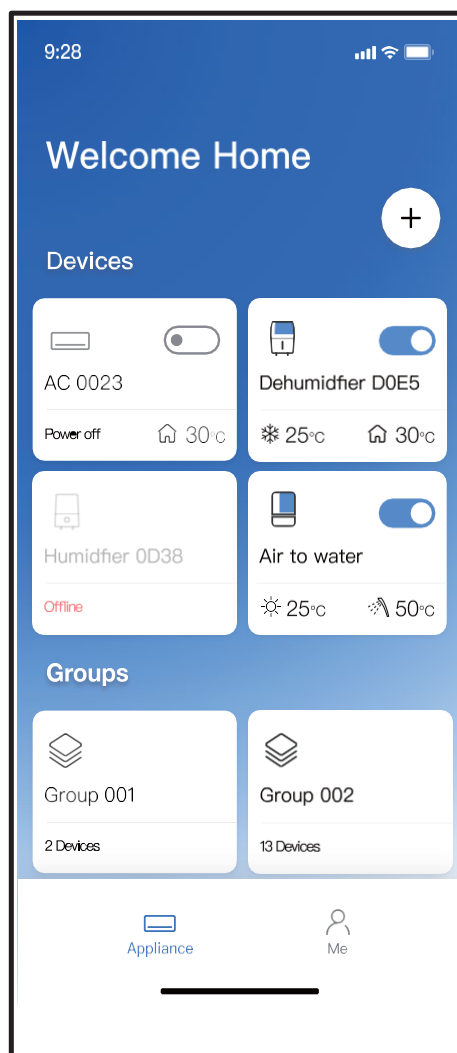 9:28
Welcome Home
+
Devices
AC 0023
Power off 30°C
Dehumidfier D0E5
25°C 30°C
Humidfier 0D38
Offline
Air to water
25°C 50°C
Groups
Group 001
2 Devices
Group 002
13 Devices
Appliance
Me